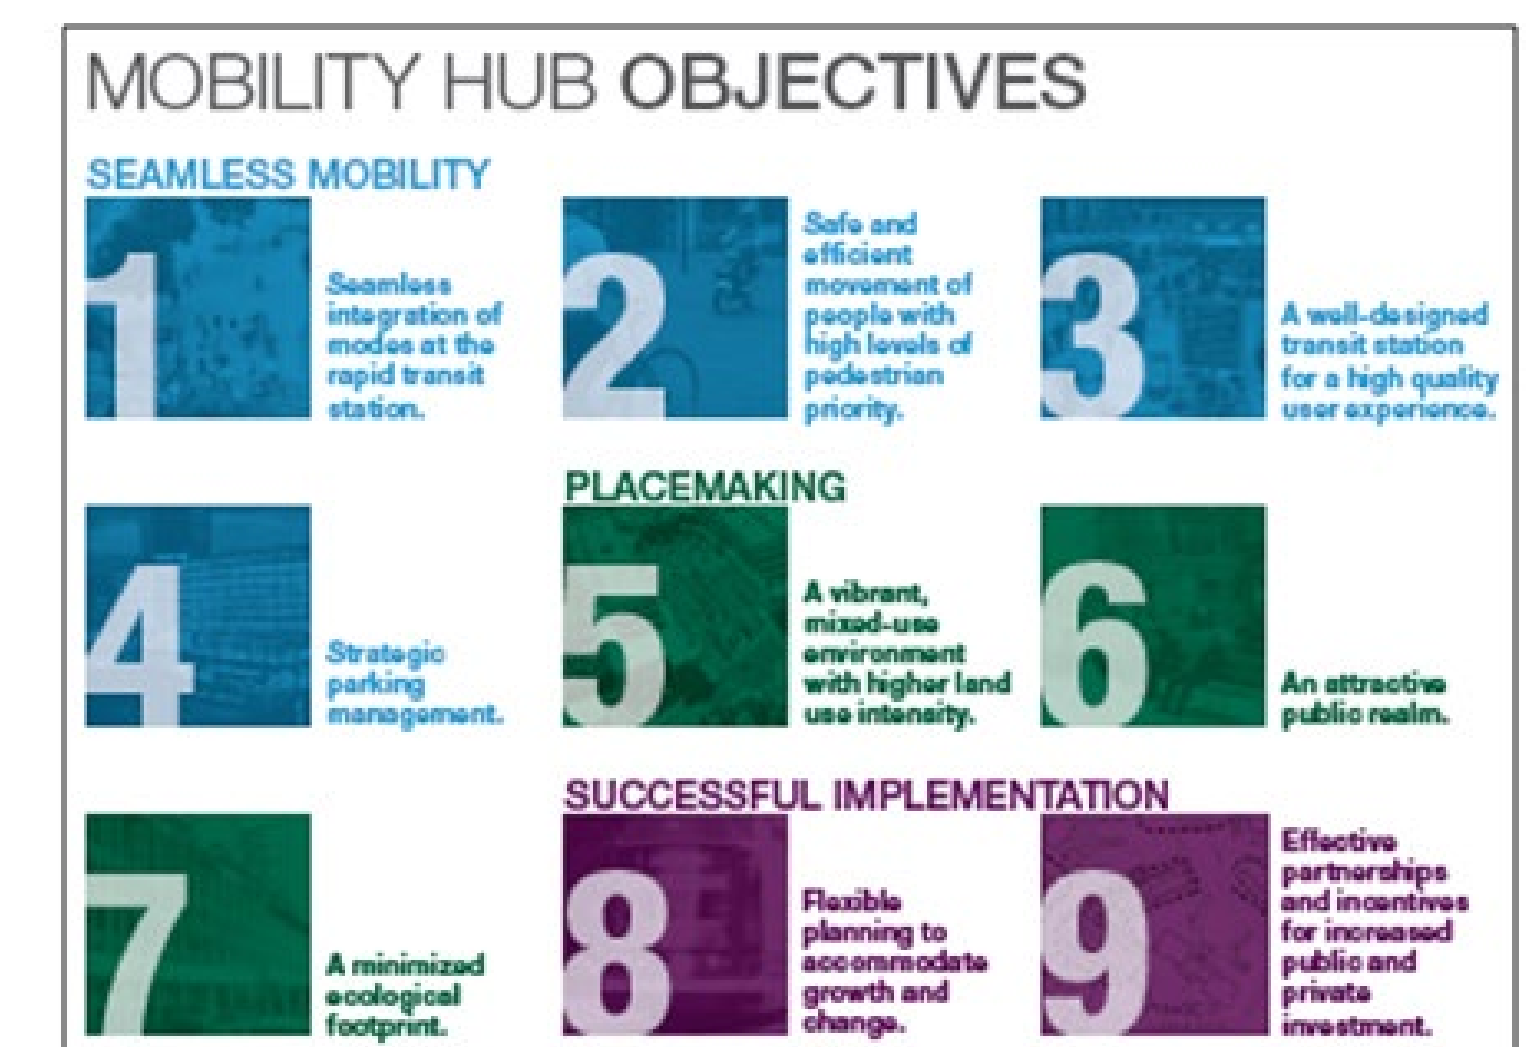 MOBILITY HUB OBJECTIVES
SEAMLESS MOBILITY
1
Seamless
integration of
modes at the
rapid transit
station.
2
Safe and
efficient
movement of
people with
high levels of
pedestrian
priority.
3
A well-designed
transit station
for a high quality
user experience.
4
Strategic
parking
management.
PLACEMAKING
5
A vibrant,
mixed-use
environment
with higher land
use intensity.
6
An attractive
public realm.
7
A minimized
ecological
footprint.
SUCCESSFUL IMPLEMENTATION
8
Flexible
planning to
accommodate
growth and
change.
9
Effective
partnerships
and incentives
for increased
public and
private
investment.